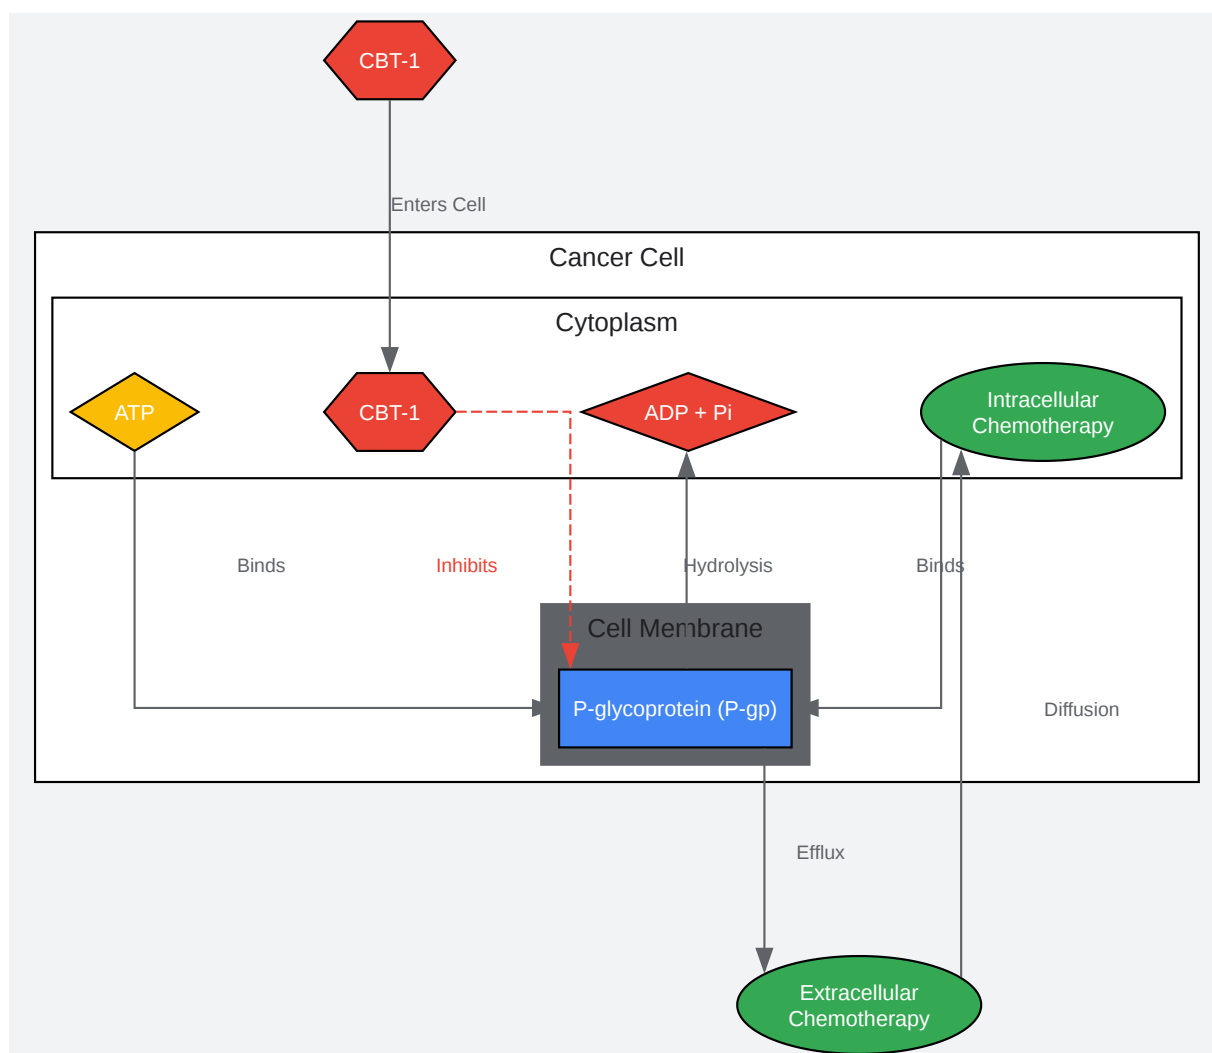 CBT-1
Enters Cell
Cancer Cell
Cytoplasm
ATP
CBT-1
ADP + Pi
Intracellular
Chemotherapy
Binds
Inhibits
Hydrolysis
Binds
Cell Membrane
P-glycoprotein (P-gp)
Diffusion
Efflux
Extracellular
Chemotherapy